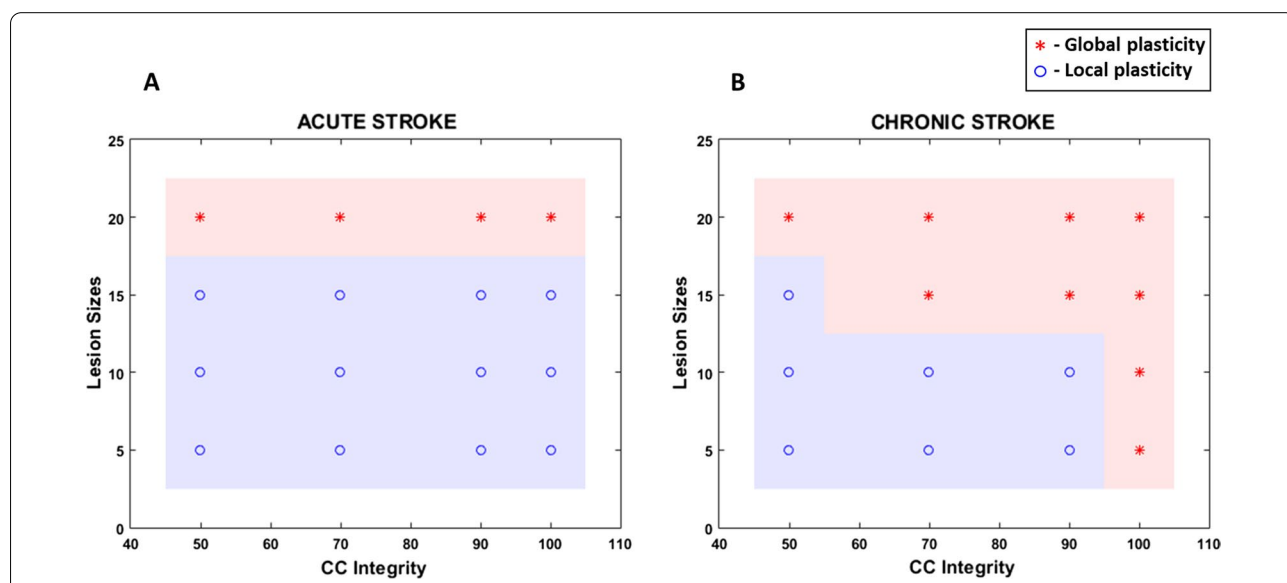 * - Global plasticity
○ - Local plasticity
A
B
ACUTE STROKE
25
20
15
10
5
0
Lesion Sizes
40 50 60 70 80 90 100 110
CC Integrity
CHRONIC STROKE
25
20
15
10
5
0
Lesion Sizes
40 50 60 70 80 90 100 110
CC Integrity